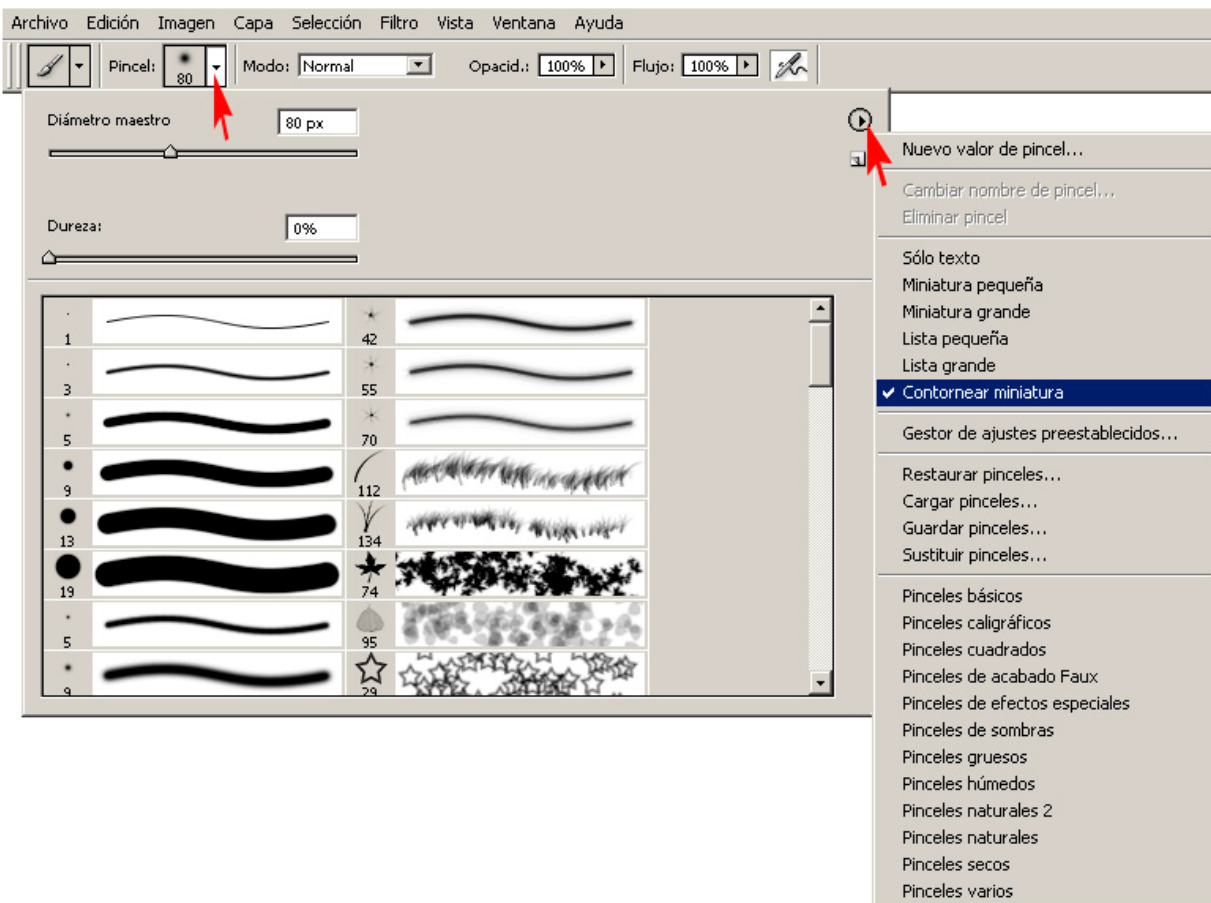 Archivo Edición Imagen Capa Selección Filtro Vista Ventana Ayuda
Pincel: 80 Modo: Normal Opacid.: 100% Flujo: 100%
Diámetro maestro 80 px
Dureza: 0%
1 42
3 55
5 70
9 112
13 134
19 74
5 95
9 29
Nuevo valor de pincel...
Cambiar nombre de pincel...
Eliminar pincel
Sólo texto
Miniatura pequeña
Miniatura grande
Lista pequeña
Lista grande
Contornear miniatura
Gestor de ajustes preestablecidos...
Restaurar pinceles...
Cargar pinceles...
Guardar pinceles...
Sustituir pinceles...
Pinceles básicos
Pinceles caligráficos
Pinceles cuadrados
Pinceles de acabado Faux
Pinceles de efectos especiales
Pinceles de sombras
Pinceles gruesos
Pinceles húmedos
Pinceles naturales 2
Pinceles naturales
Pinceles secos
Pinceles varios